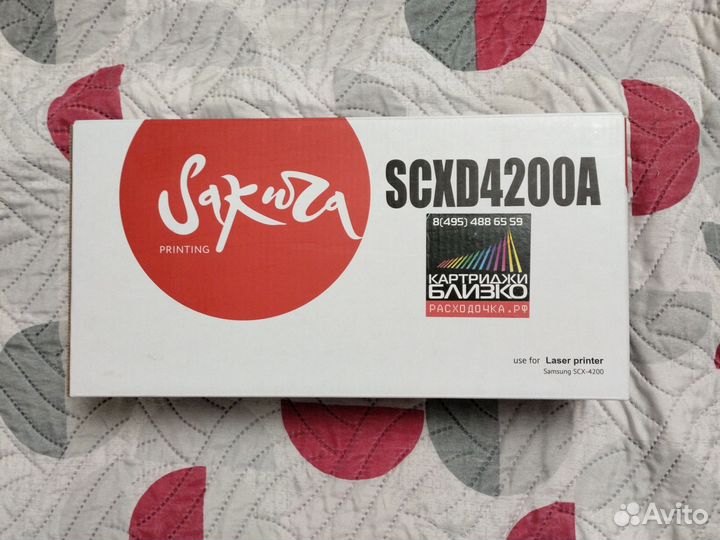 Sakura
PRINTING
SCXD4200A
8(495) 488 65 59
КАРТРИДЖИ
БЛИЗКО
РАСХОДОЧКА.РФ
use for Laser printer
Samsung SCX-4200
Avito